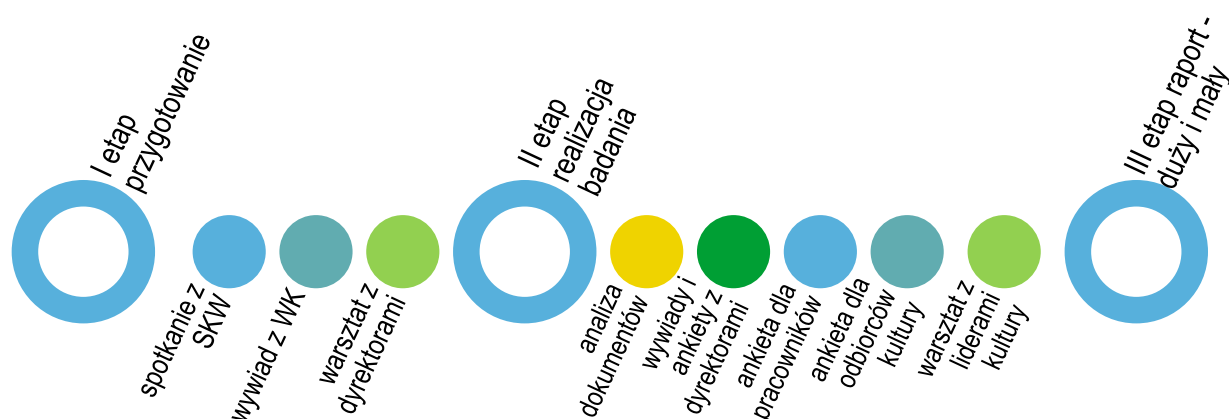 I etap
przygotowanie
spotkanie z
SKW
wywiad z WK
warsztat z
dyrektorami
II etap
realizacja
badania
analiza
dokumentów
wywiady i
ankiety z
dyrektorami
ankieta dla
pracowników
ankieta dla
odbiorców
kultury
warsztat z
liderami
kultury
III etap raport -
duży i mały